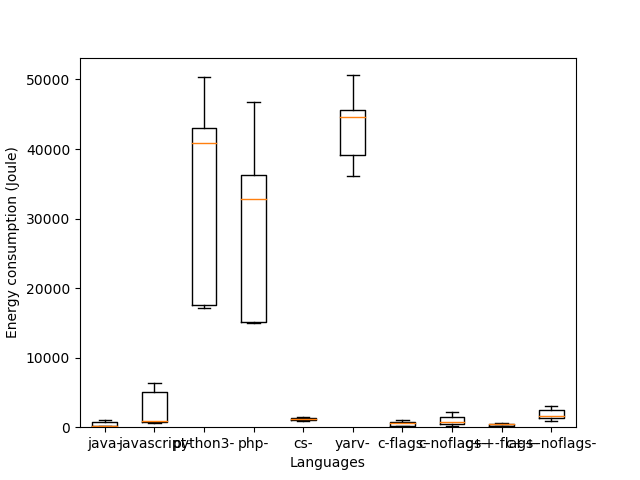 50000
40000
30000
20000
10000
0
Energy consumption (Joule)
java- javascript- python3- php- cs- yarv- c-flags- c-noflags- c++-flags- c++-noflags-
Languages